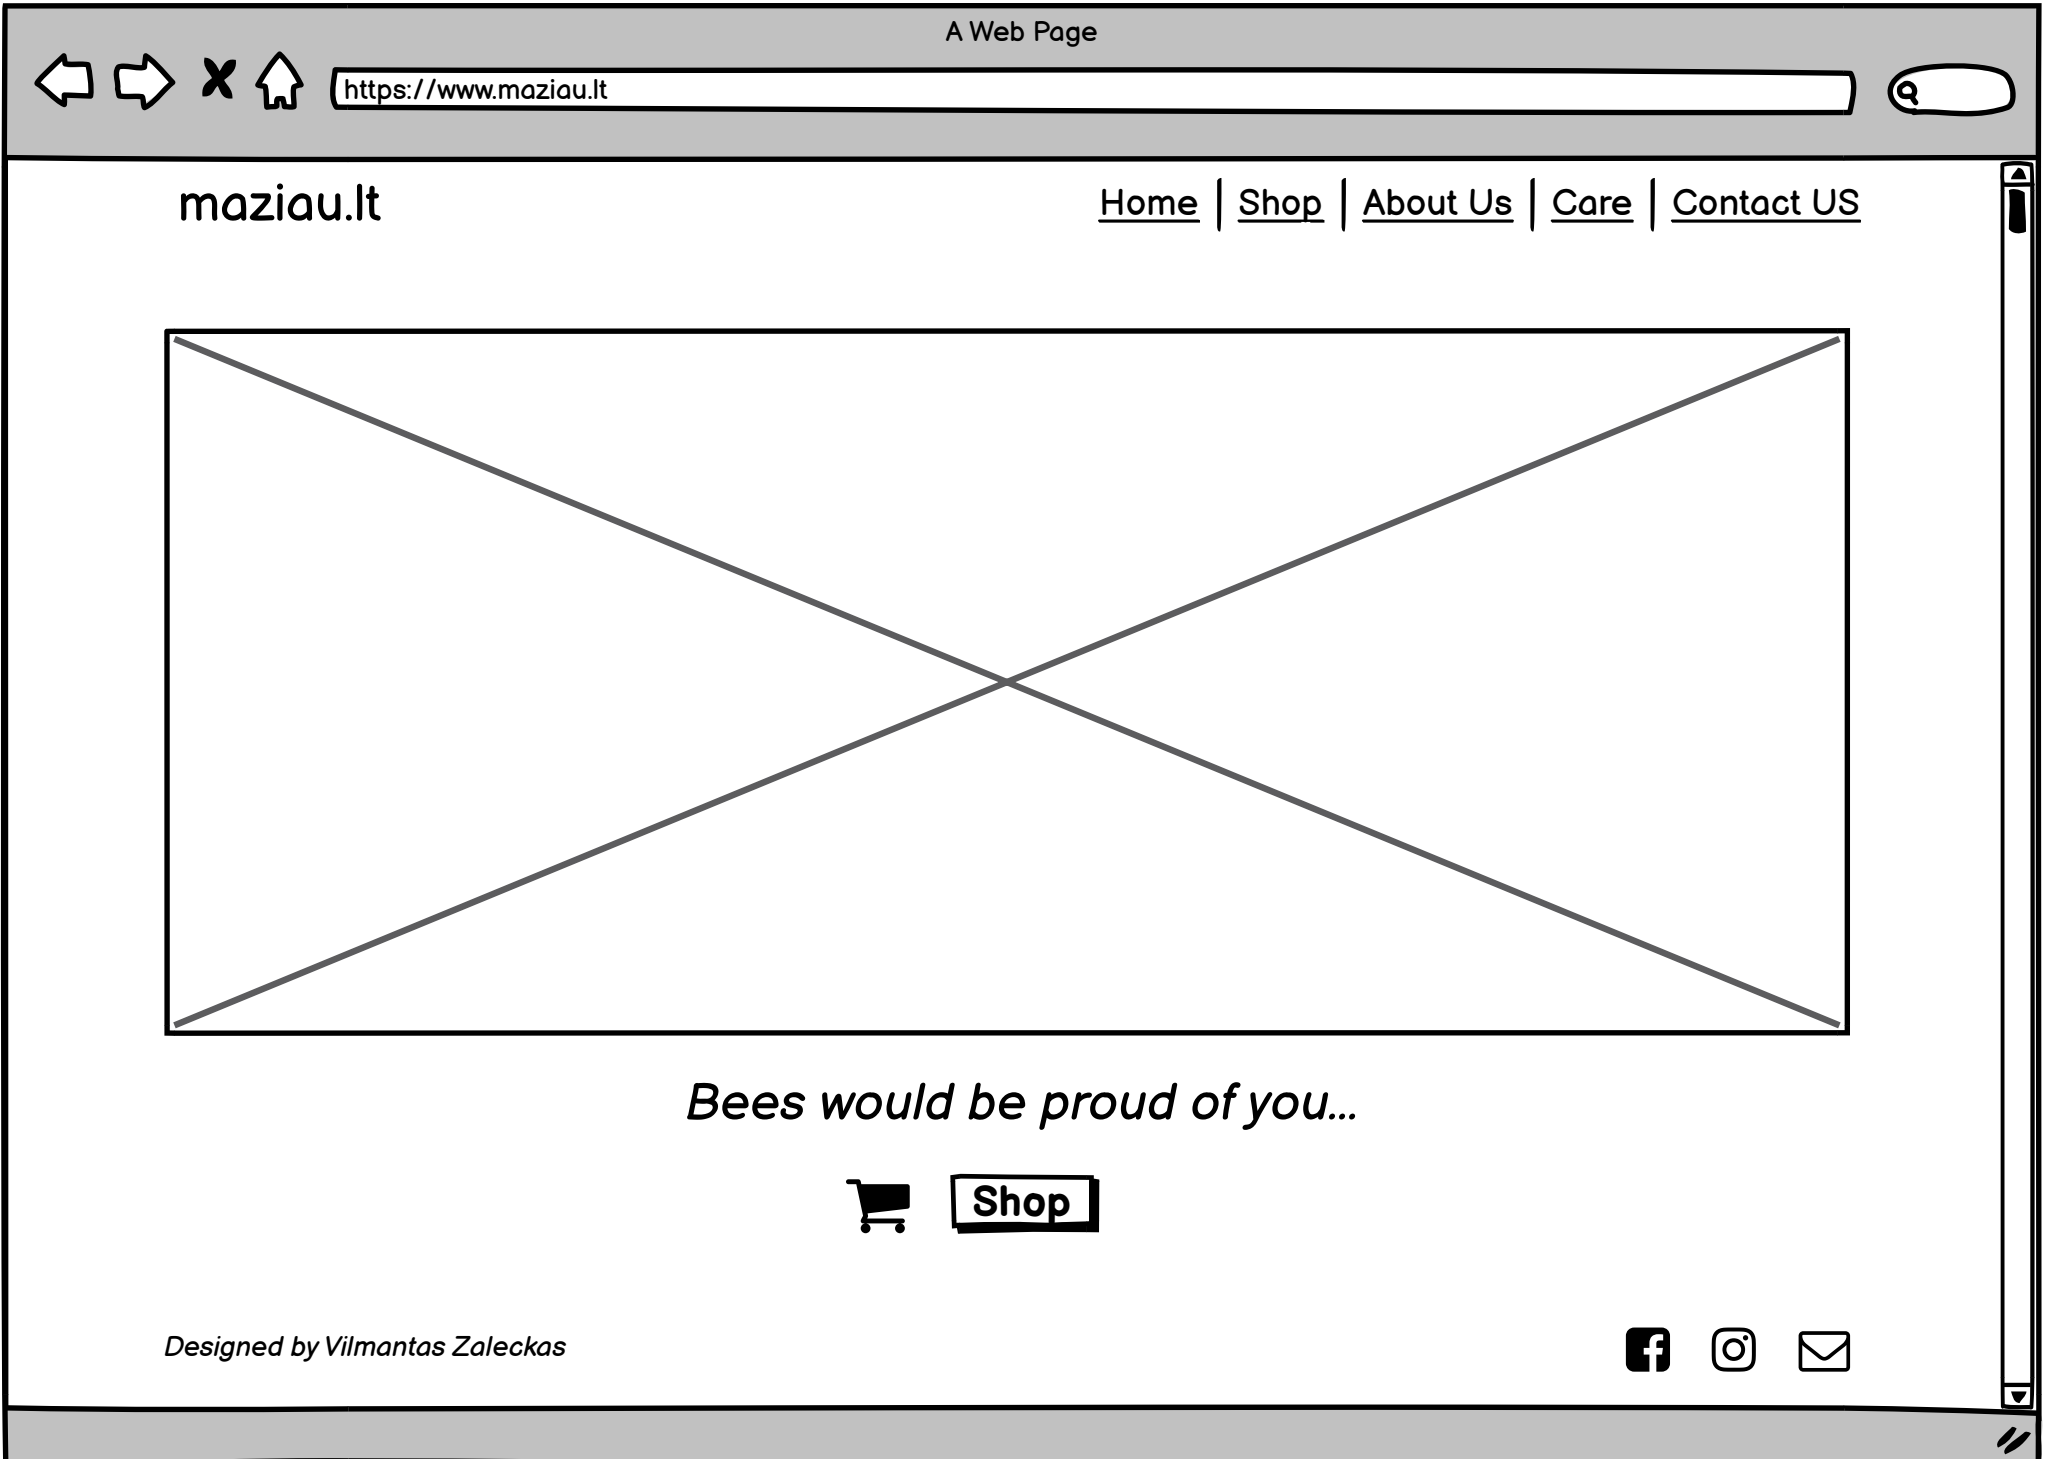 A Web Page
https://www.maziau.lt
maziau.lt
Home | Shop | About Us | Care | Contact US
Bees would be proud of you...
Shop
Designed by Vilmantas Zaleckas